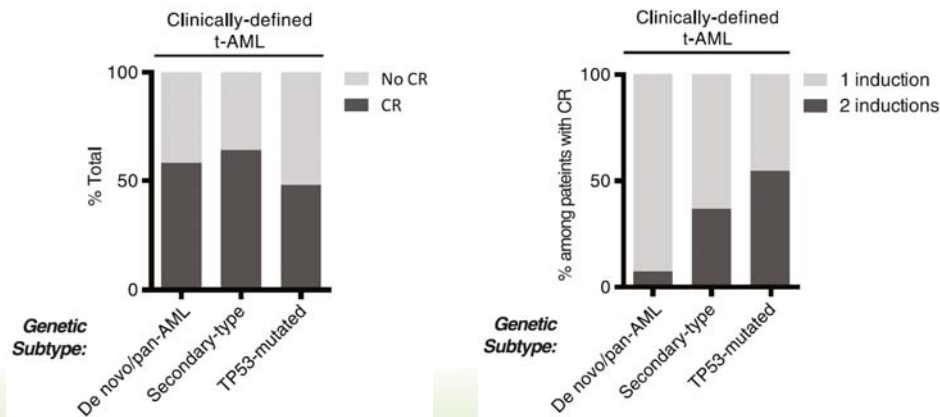 Clinically-defined
t-AML
100
50
0
% Total
No CR
CR
Genetic
Subtype:
De novo/pan-AML
Secondary-type
TP53-mutated
Clinically-defined
t-AML
100
50
0
% among pateints with CR
1 induction
2 inductions
Genetic
Subtype:
De novo/pan-AML
Secondary-type
TP53-mutated